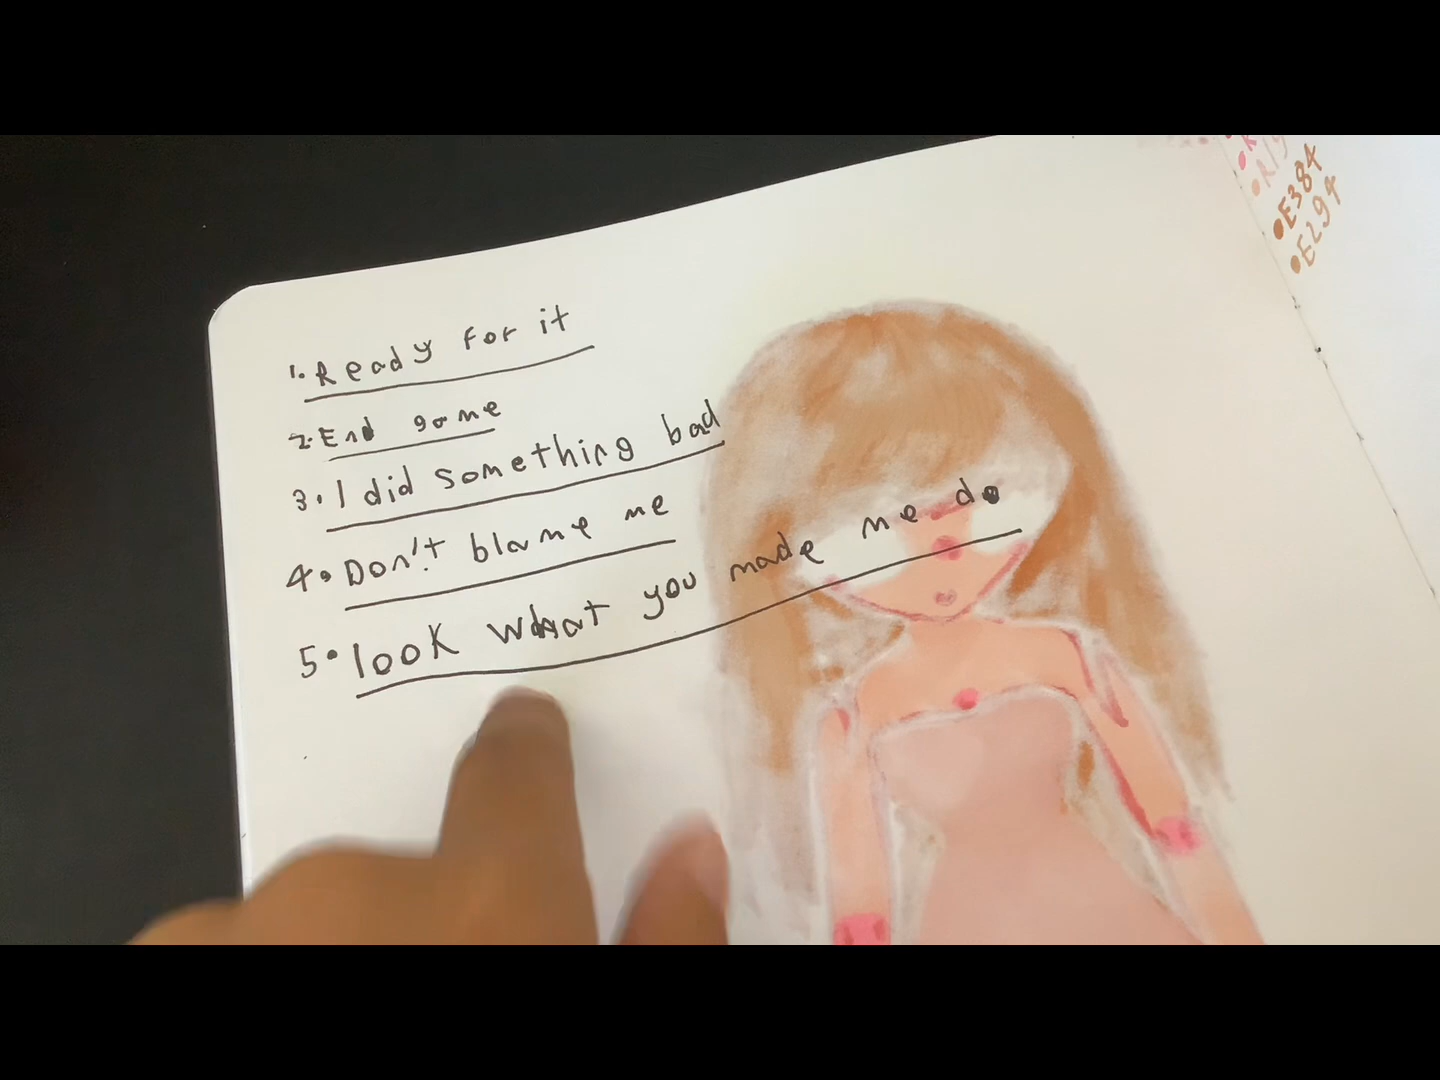 1. Ready for it
2. End game
3. I did something bad
4. Don't blame me
5. look what you made me do
E384
E294